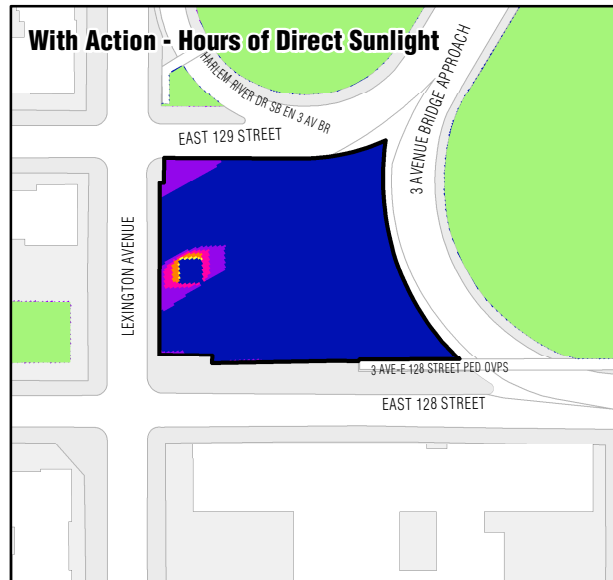 With Action - Hours of Direct Sunlight
HARLEM RIVER DR SB EN 3 AV BR
3 AVENUE BRIDGE APPROACH
EAST 129 STREET
LEXINGTON AVENUE
3 AVE-E 128 STREET PED OVPS
EAST 128 STREET